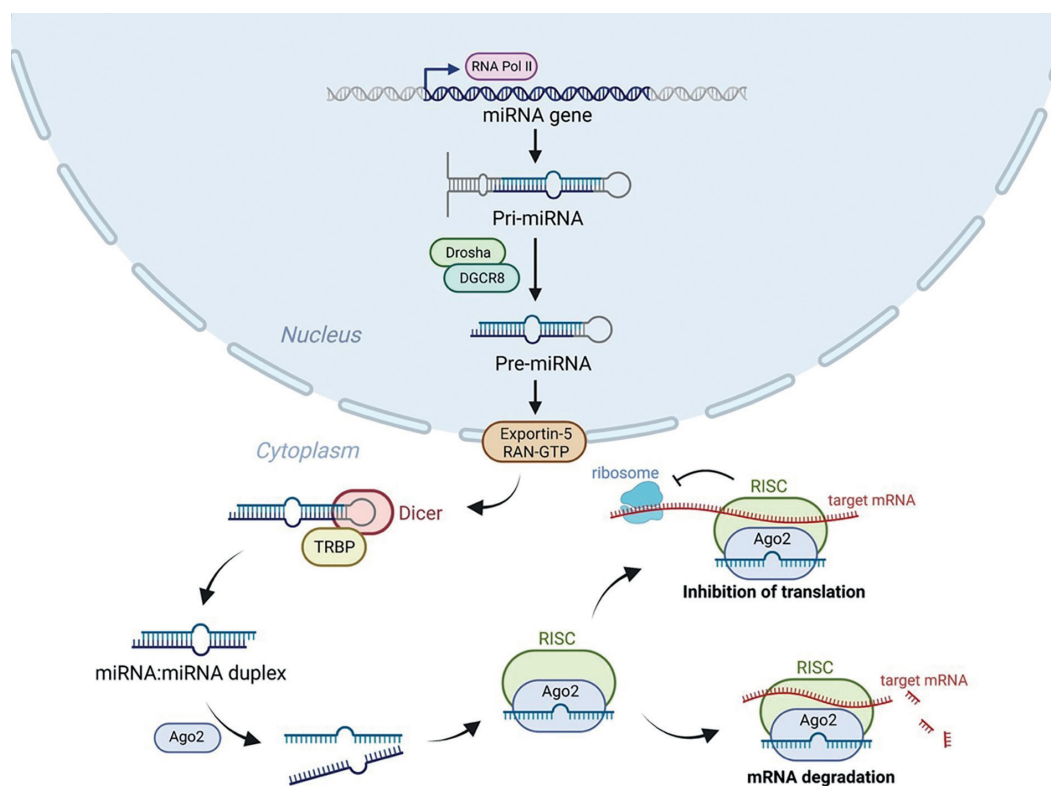 RNA Pol II
miRNA gene
Pri-miRNA
Drosha
DGCR8
Nucleus
Pre-miRNA
Exportin-5
RAN-GTP
Cytoplasm
Dicer
TRBP
miRNA:miRNA duplex
Ago2
RISC
Ago2
ribosome
RISC
target mRNA
Ago2
Inhibition of translation
RISC
target mRNA
Ago2
mRNA degradation